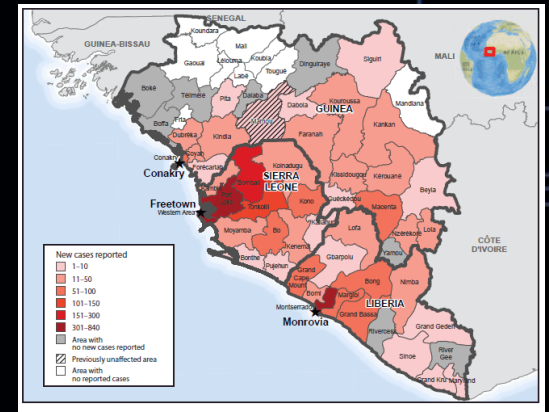 SENEGAL
GUINEA-BISSAU
MALI
CÔTE
D'IVOIRE
Koundara
Mali
Koubia
Gaoual
Lélouma
Labé
Tougué
Dinguiraye
Siguiri
Boké
Télimélé
Pita
Dalaba
Dabola
Kouroussa
Mandiana
GUINEA
Boffa
Fria
Dubréka
Kindia
Faranah
Kankan
Conakry
Coyah
Forécariah
Conakry
Koinadugu
SIERRA
LEONE
Kissidougou
Kérouané
Beyla
Freetown
Western Area
Tonkolili
Kono
Guéckédou
Macenta
Moyamba
Bo
Kenema
Nzérékoré
Lola
Yamou
Bonthe
Pujehun
Lofa
Gbarpolu
Grand
Cape
Mount
Bomi
Bong
Nimba
Margibi
LIBERIA
Montserrado
Grand Bassa
Monrovia
Rivercess
Grand Gedeh
Sinoe
River
Gee
Grand Kru
Maryland
New cases reported
1–10
11–50
51–100
101–150
151–300
301–840
Area with
no new cases reported
Previously unaffected area
Area with
no reported cases